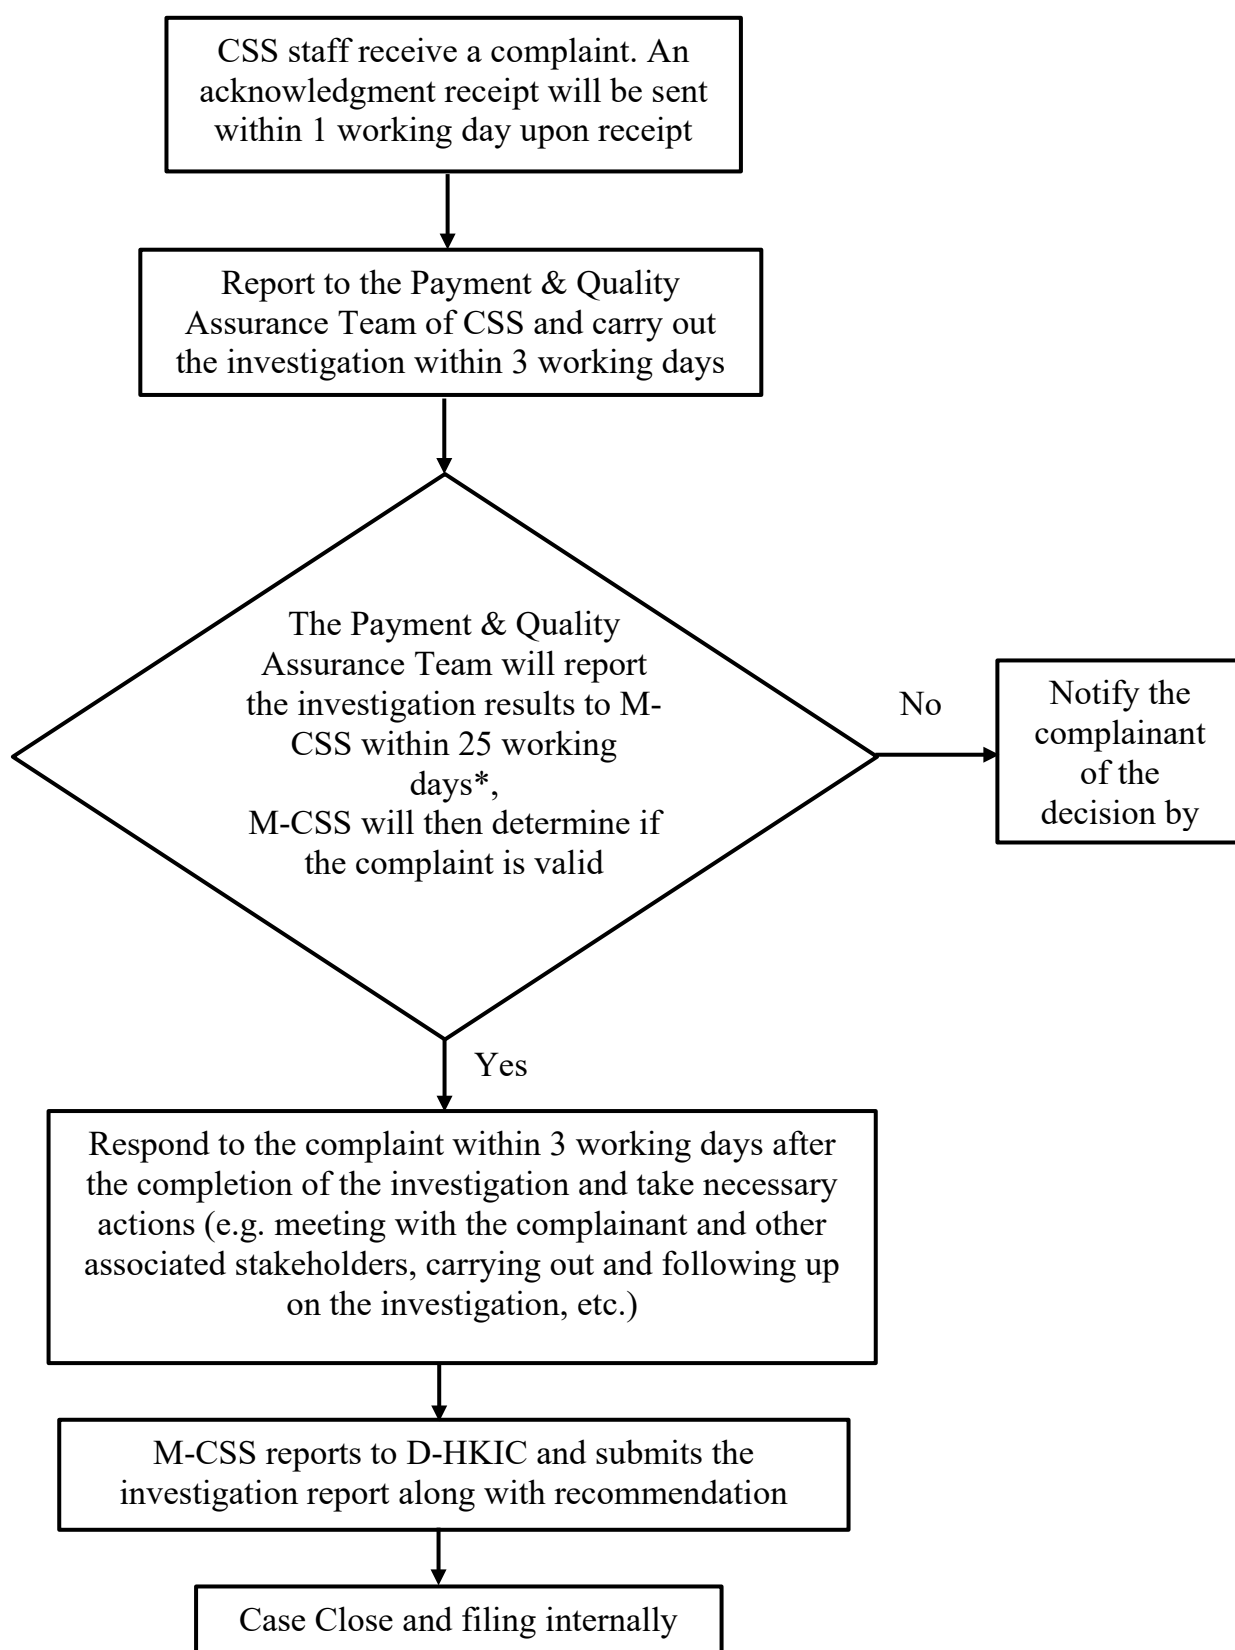 CSS staff receive a complaint. An
acknowledgment receipt will be sent
within 1 working day upon receipt
Report to the Payment & Quality
Assurance Team of CSS and carry out
the investigation within 3 working days
The Payment & Quality
Assurance Team will report
the investigation results to M-
CSS within 25 working
days*,
M-CSS will then determine if
the complaint is valid
No
Notify the
complainant
of the
decision by
Yes
Respond to the complaint within 3 working days after
the completion of the investigation and take necessary
actions (e.g. meeting with the complainant and other
associated stakeholders, carrying out and following up
on the investigation, etc.)
M-CSS reports to D-HKIC and submits the
investigation report along with recommendation
Case Close and filing internally